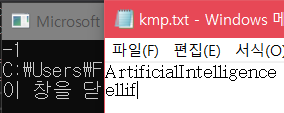 Microsoft
-1
C:\Users\F
이 창을 닫
kmp.txt - Windows 메
파일(F) 편집(E) 서식(O)
ArtificialIntelligence
ellif